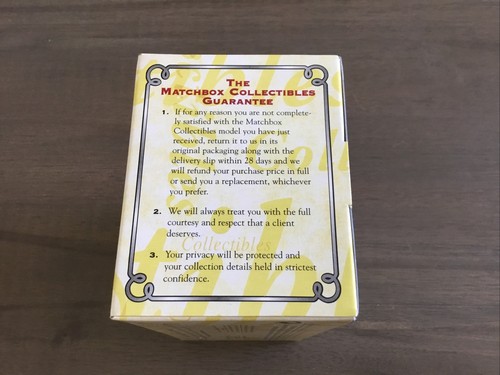 THE
MATCHBOX COLLECTIBLES
GUARANTEE
1. If for any reason you are not complete-
ly satisfied with the Matchbox
Collectibles model you have just
received, return it to us in its
original packaging along with the
delivery slip within 28 days and we
will refund your purchase price in full
or send you a replacement, whichever
you prefer.
2. We will always treat you with the full
courtesy and respect that a client
deserves.
Collectibles
3. Your privacy will be protected and
your collection details held in strictest
confidence.